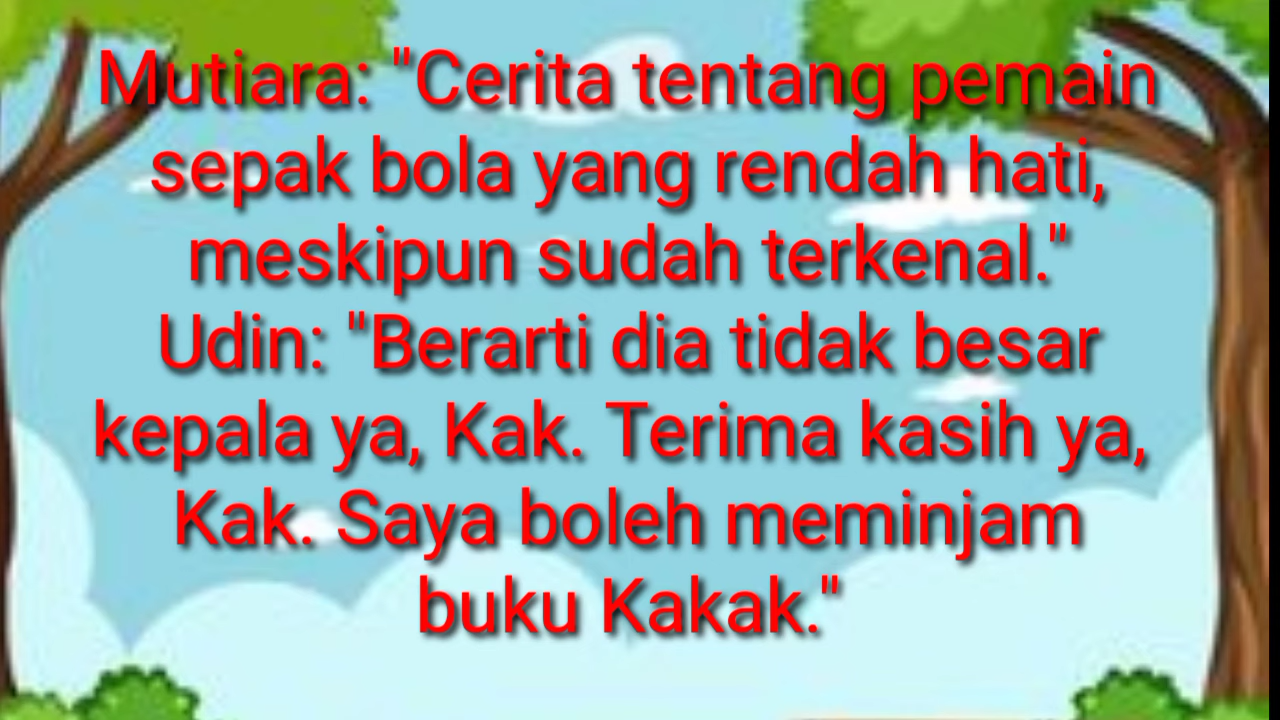 Mutiara: "Cerita tentang pemain
sepak bola yang rendah hati,
meskipun sudah terkenal."
Udin: "Berarti dia tidak besar
kepala ya, Kak. Terima kasih ya,
Kak. Saya boleh meminjam
buku Kakak."